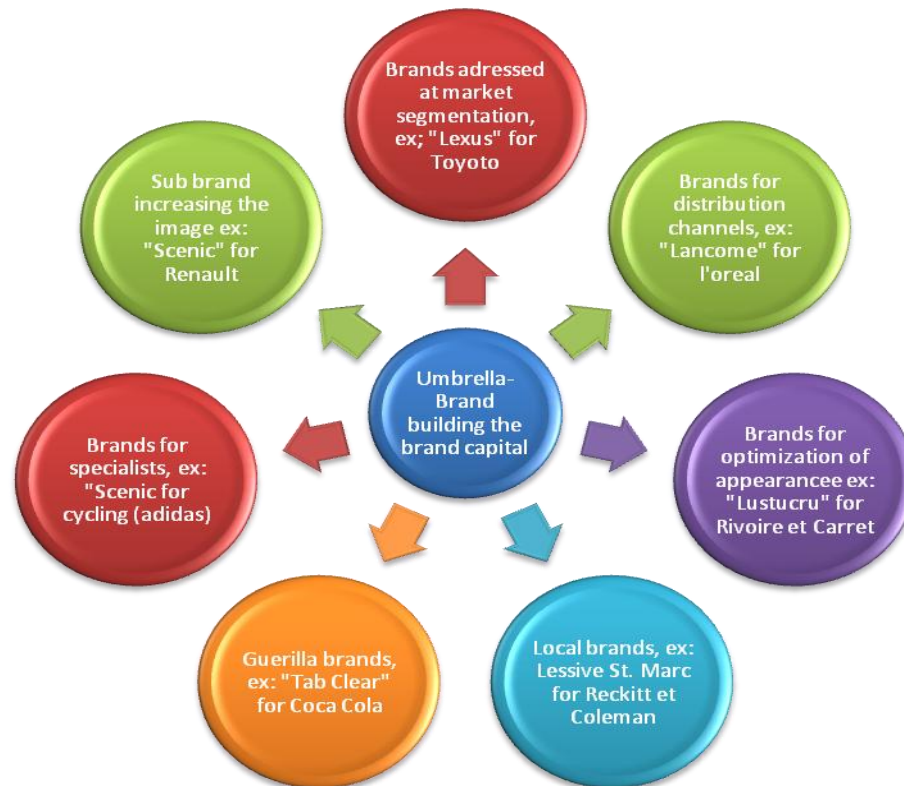 Brands adressed
at market
segmentation,
ex; "Lexus" for
Toyoto
Sub brand
increasing the
image ex:
"Scenic" for
Renault
Brands for
distribution
channels, ex:
"Lancome" for
l'oreal
Umbrella-
Brand
building the
brand capital
Brands for
specialists, ex:
"Scenic for
cycling (adidas)
Brands for
optimization of
appearancee ex:
"Lustucru" for
Rivoire et Carret
Guerilla brands,
ex: "Tab Clear"
for Coca Cola
Local brands, ex:
Lessive St. Marc
for Reckitt et
Coleman